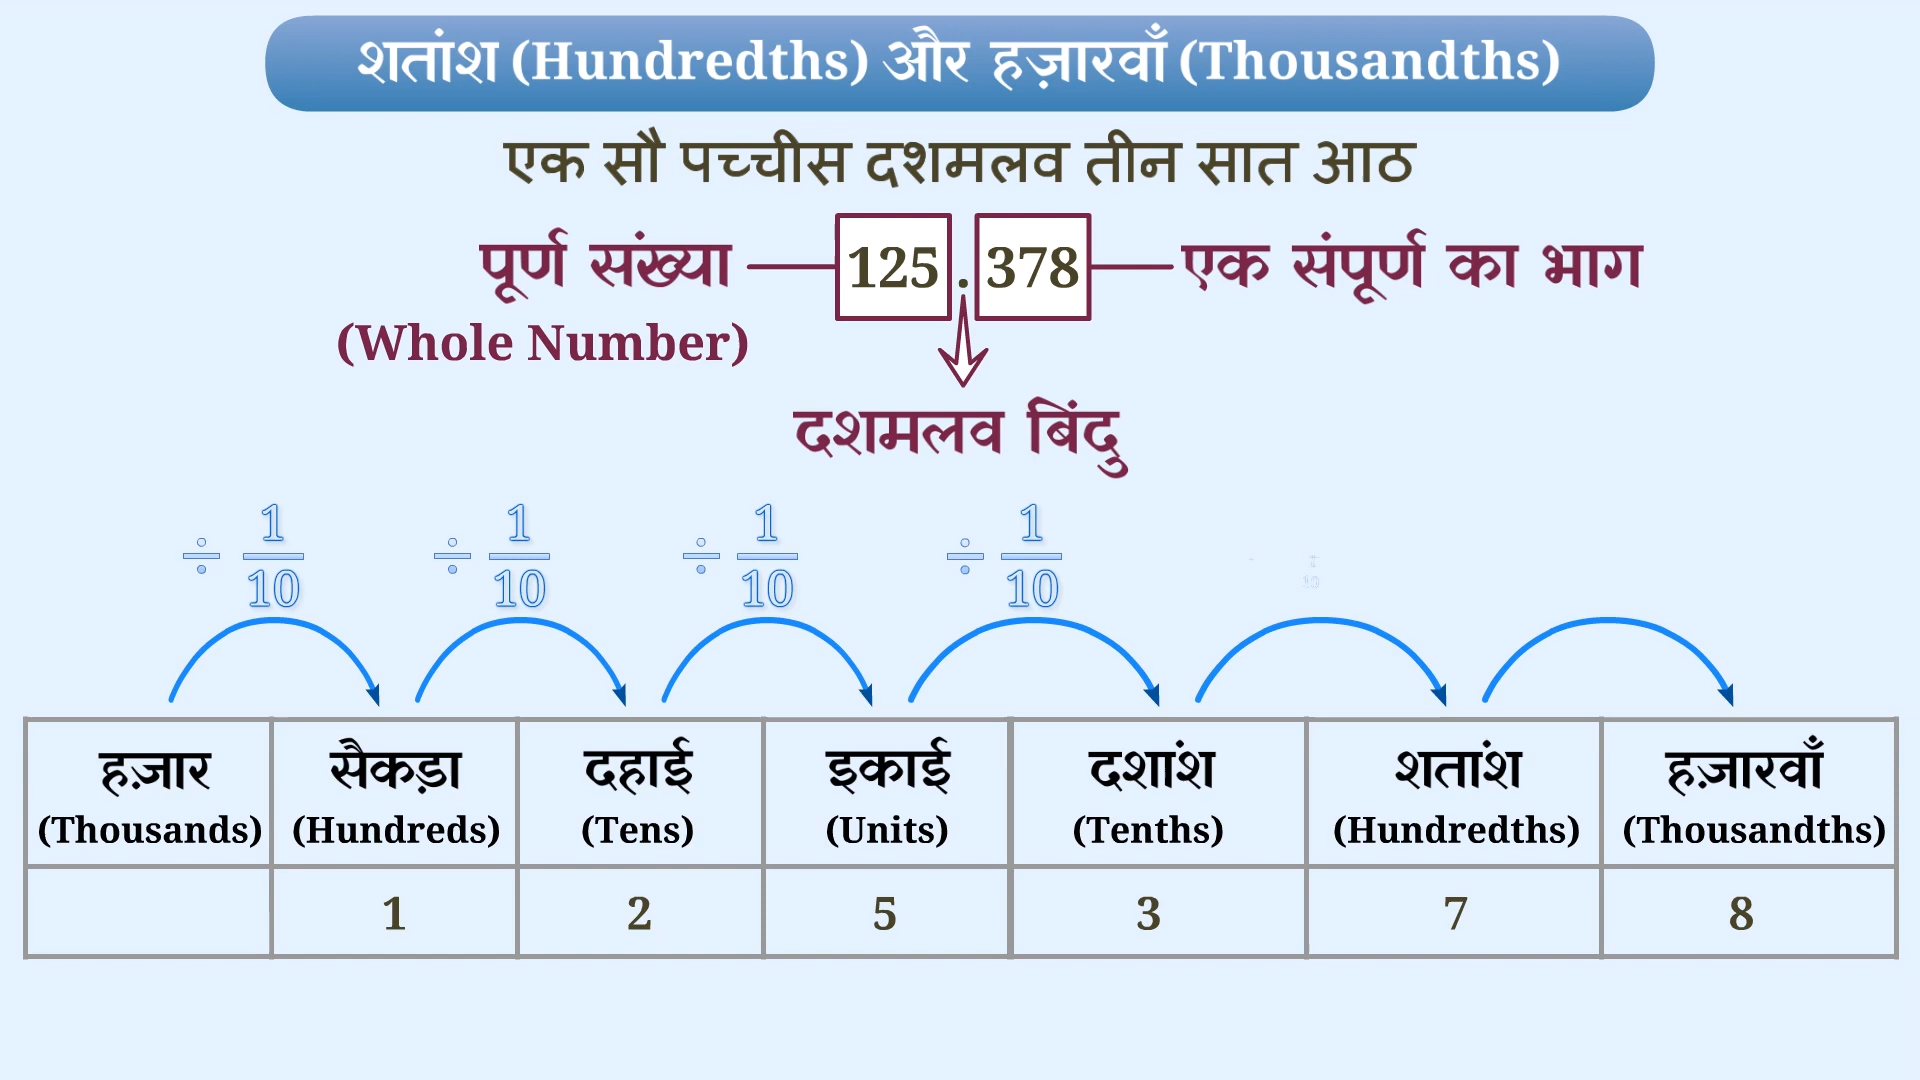 शतांश (Hundredths) और हज़ारवाँ (Thousandths)
एक सौ पच्चीस दशमलव तीन सात आठ
पूर्ण संख्या 125 . 378 एक संपूर्ण का भाग
(Whole Number)
दशमलव बिंदु
÷ 1/10 ÷ 1/10 ÷ 1/10 ÷ 1/10
हज़ार सैकड़ा दहाई इकाई दशांश शतांश हज़ारवाँ
(Thousands) (Hundreds) (Tens) (Units) (Tenths) (Hundredths) (Thousandths)
1 2 5 3 7 8